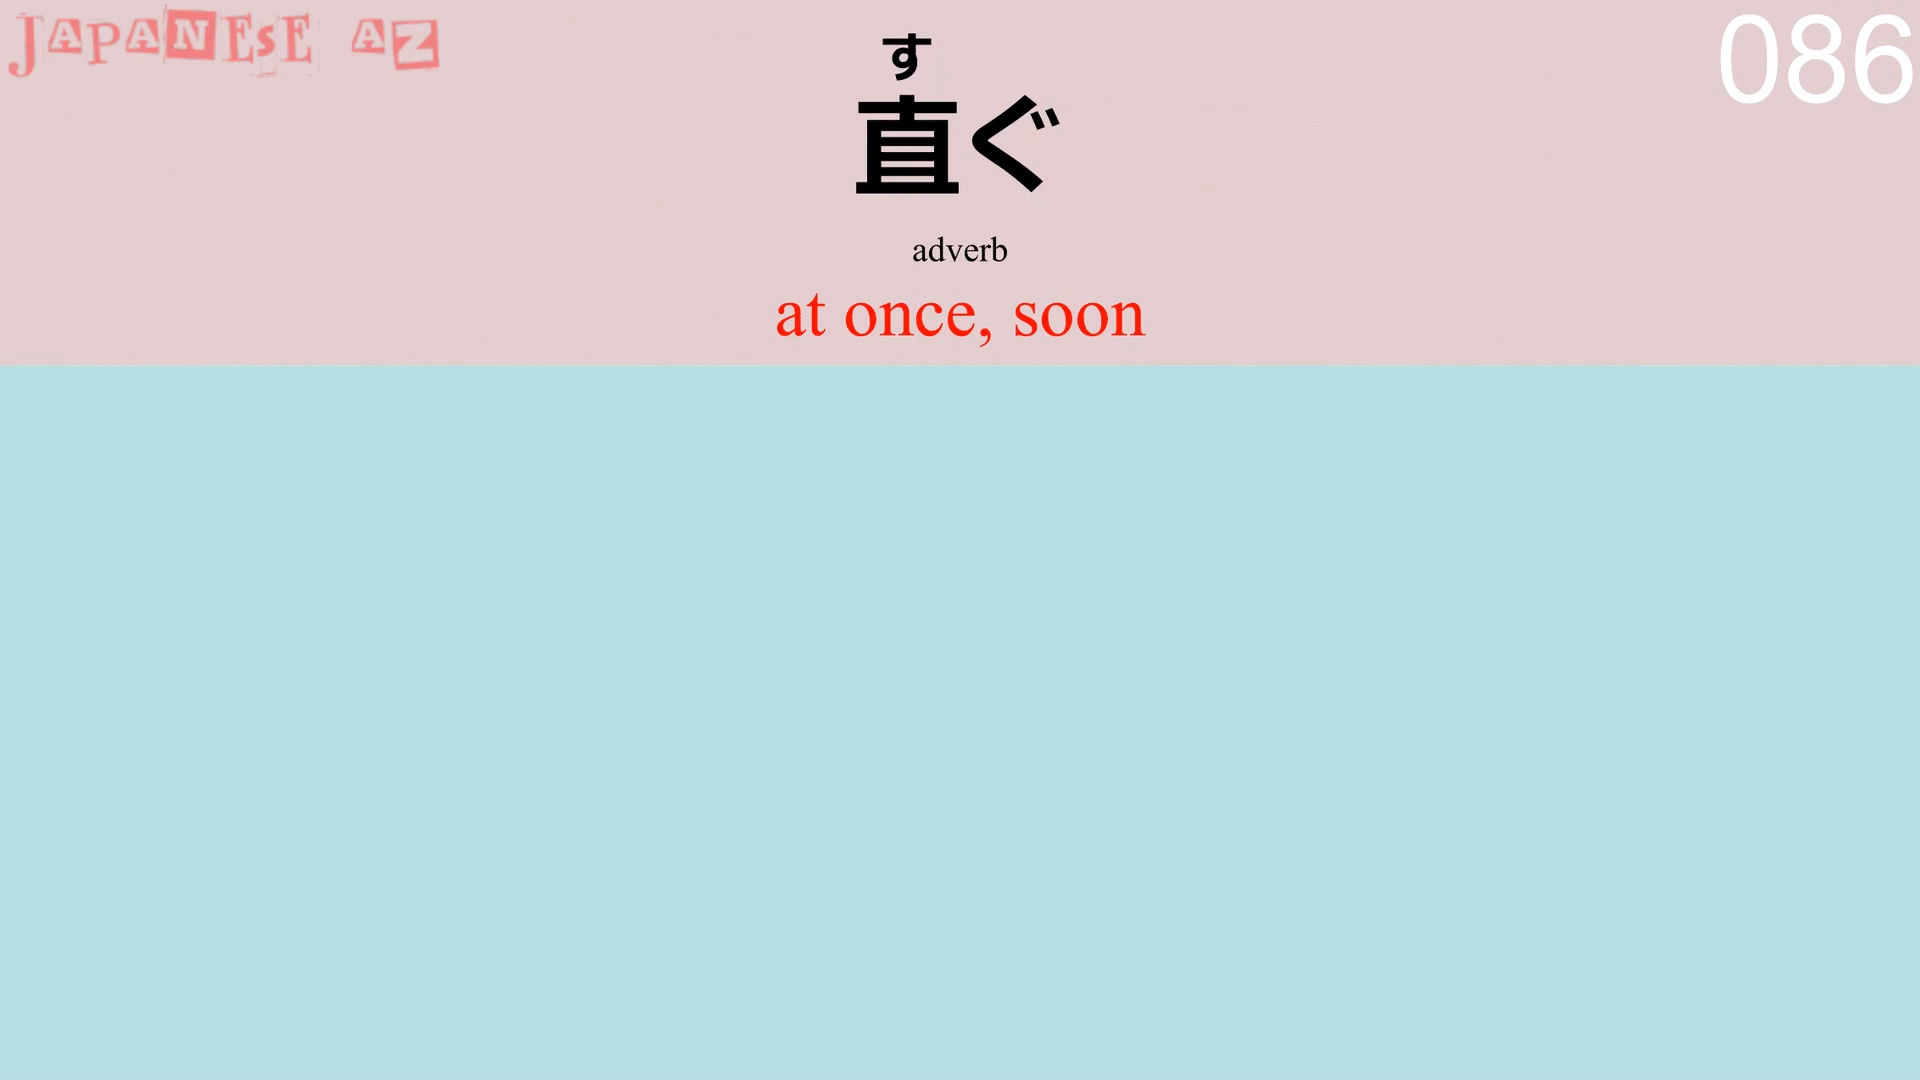 JAPANESE AZ
086
す
直ぐ
adverb
at once, soon